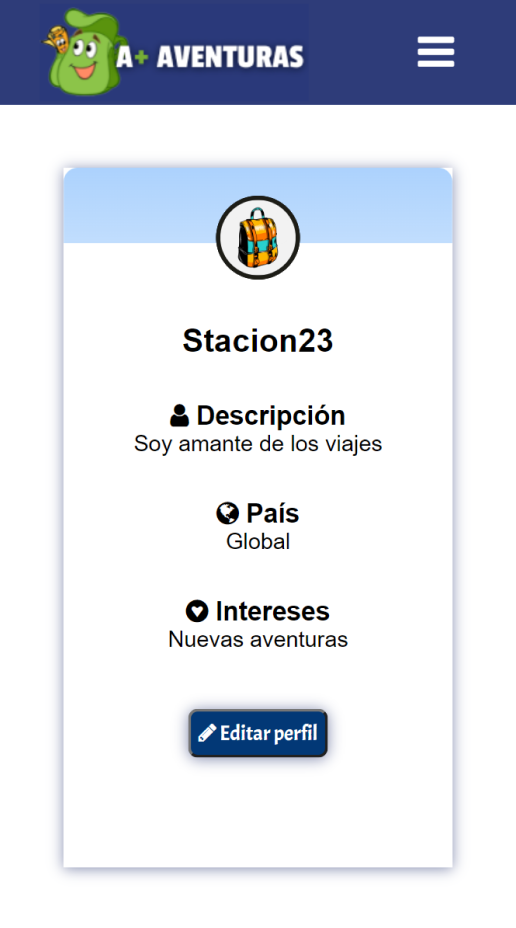 A+ AVENTURAS
Stacion23
Descripción
Soy amante de los viajes
País
Global
Intereses
Nuevas aventuras
Editar perfil